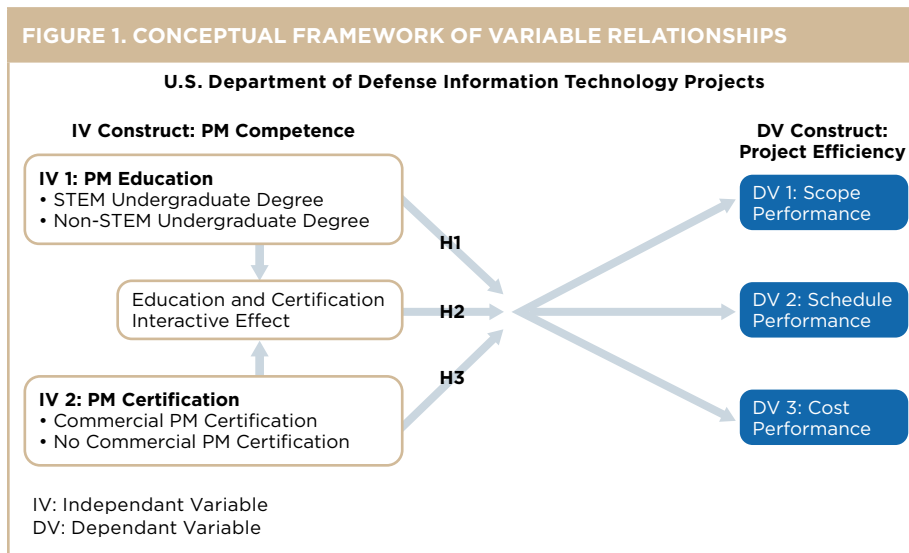 FIGURE 1. CONCEPTUAL FRAMEWORK OF VARIABLE RELATIONSHIPS
U.S. Department of Defense Information Technology Projects
IV Construct: PM Competence
IV 1: PM Education
• STEM Undergraduate Degree
• Non-STEM Undergraduate Degree
Education and Certification
Interactive Effect
IV 2: PM Certification
• Commercial PM Certification
• No Commercial PM Certification
H1
H2
H3
DV Construct:
Project Efficiency
DV 1: Scope
Performance
DV 2: Schedule
Performance
DV 3: Cost
Performance
IV: Independant Variable
DV: Dependant Variable